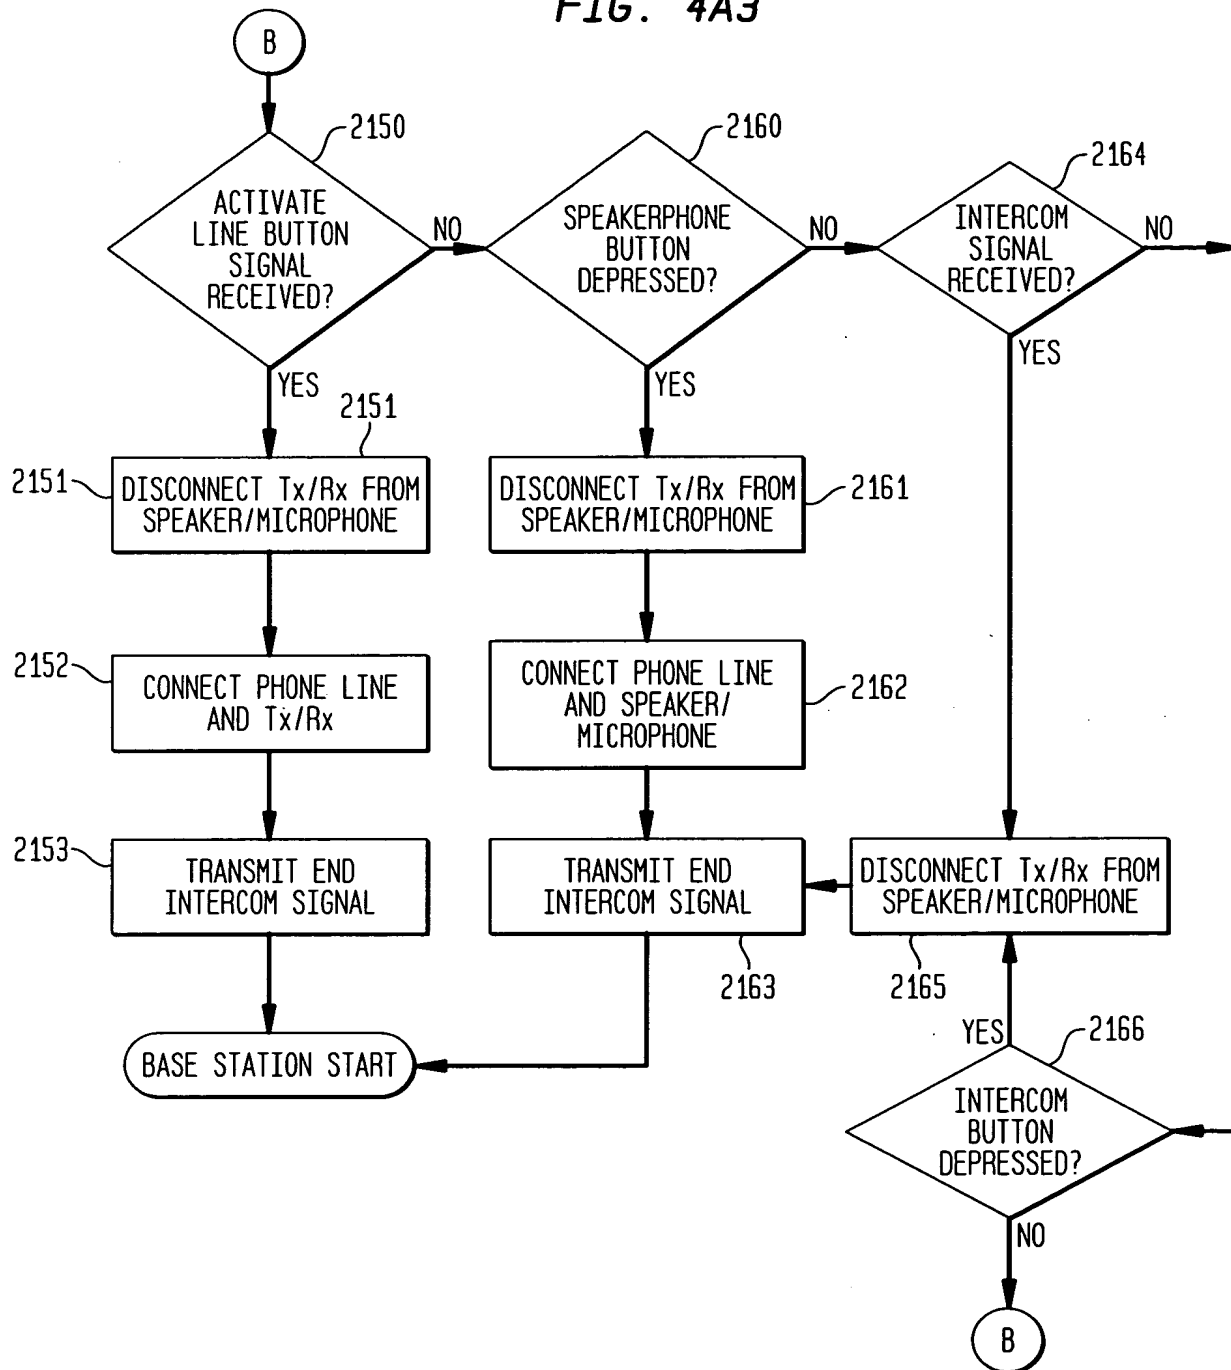 FIG. 4A3
B
2150
ACTIVATE
LINE BUTTON
SIGNAL
RECEIVED?
NO
YES
2160
SPEAKERPHONE
BUTTON
DEPRESSED?
NO
YES
2164
INTERCOM
SIGNAL
RECEIVED?
NO
YES
2151
2151
DISCONNECT Tx/Rx FROM
SPEAKER/MICROPHONE
DISCONNECT Tx/Rx FROM
SPEAKER/MICROPHONE
2161
2152
CONNECT PHONE LINE
AND Tx/Rx
CONNECT PHONE LINE
AND SPEAKER/
MICROPHONE
2162
2153
TRANSMIT END
INTERCOM SIGNAL
TRANSMIT END
INTERCOM SIGNAL
2163
DISCONNECT Tx/Rx FROM
SPEAKER/MICROPHONE
2165
BASE STATION START
YES
2166
INTERCOM
BUTTON
DEPRESSED?
NO
B